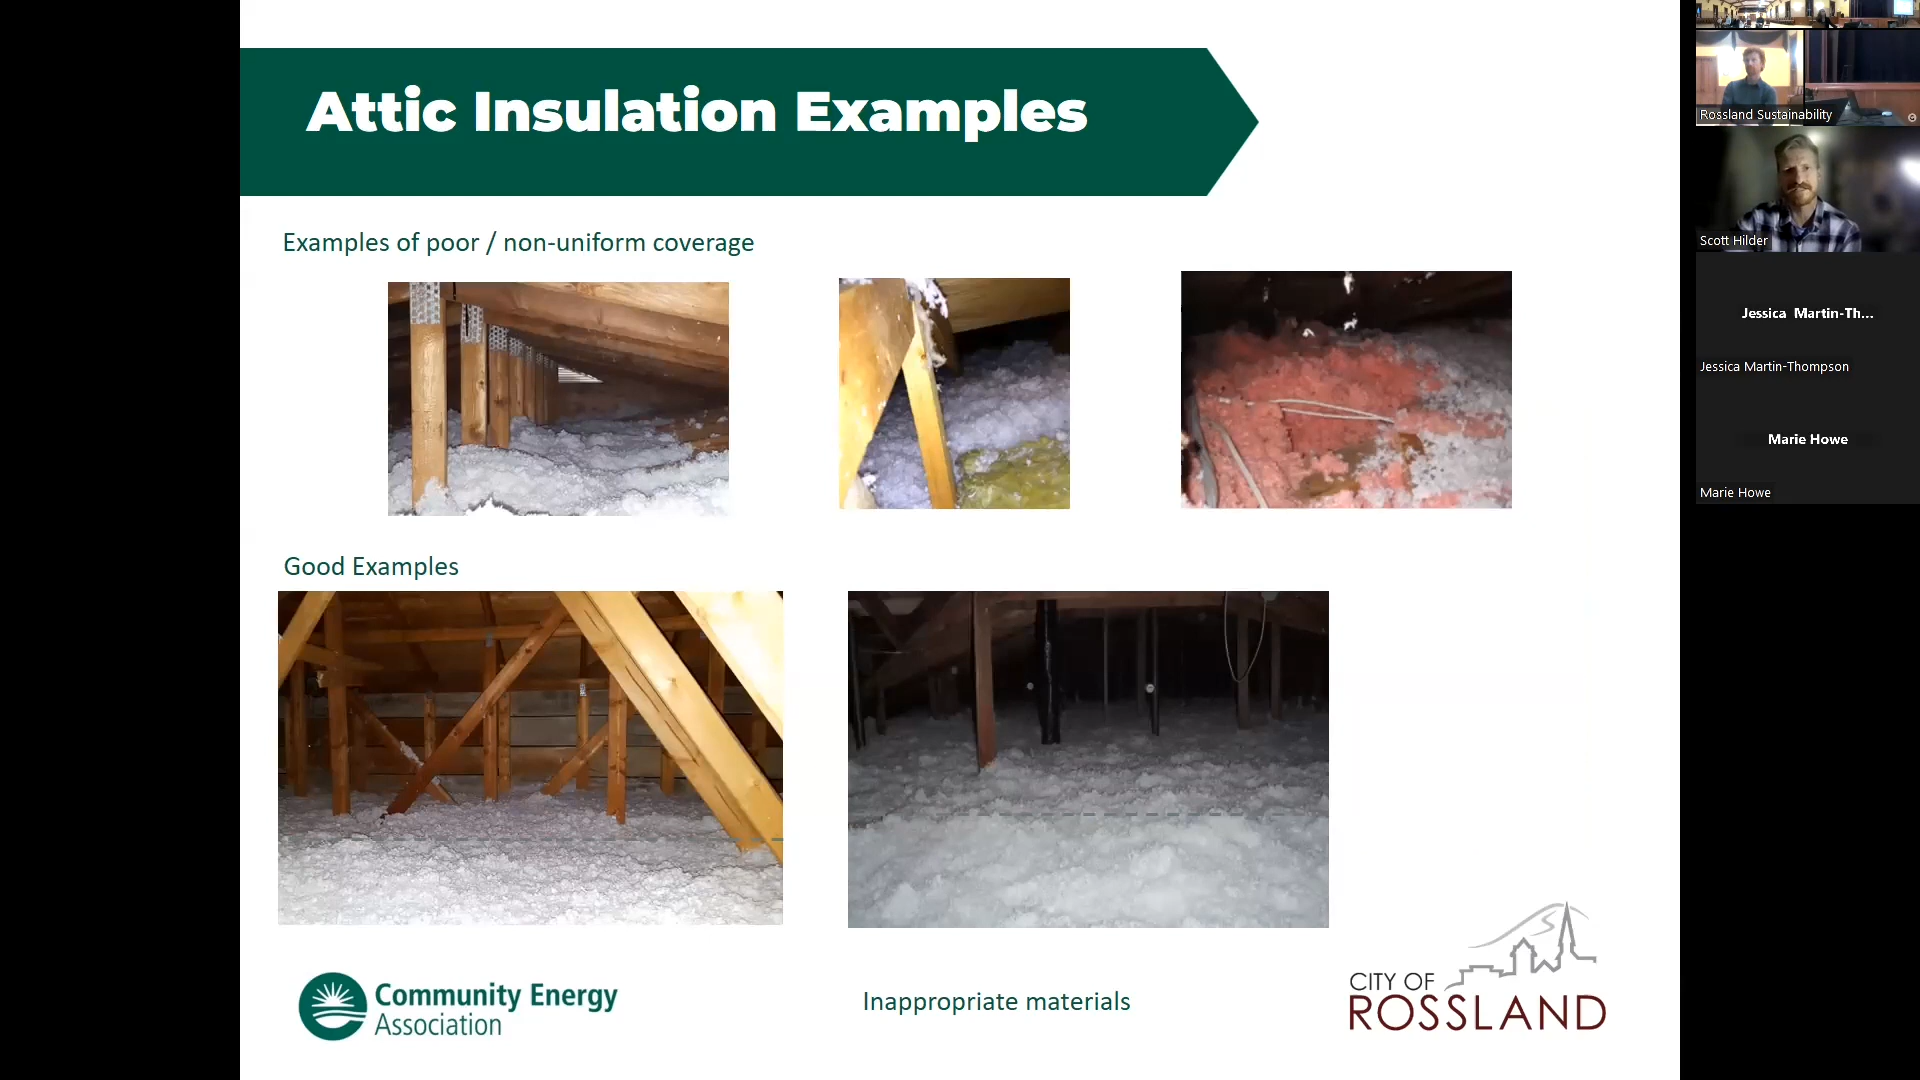 Attic Insulation Examples
Examples of poor / non-uniform coverage
Good Examples
Community Energy
Association
Inappropriate materials
CITY OF
ROSSLAND
Rossland Sustainability
Scott Hilder
Jessica Martin-Th...
Jessica Martin-Thompson
Marie Howe
Marie Howe